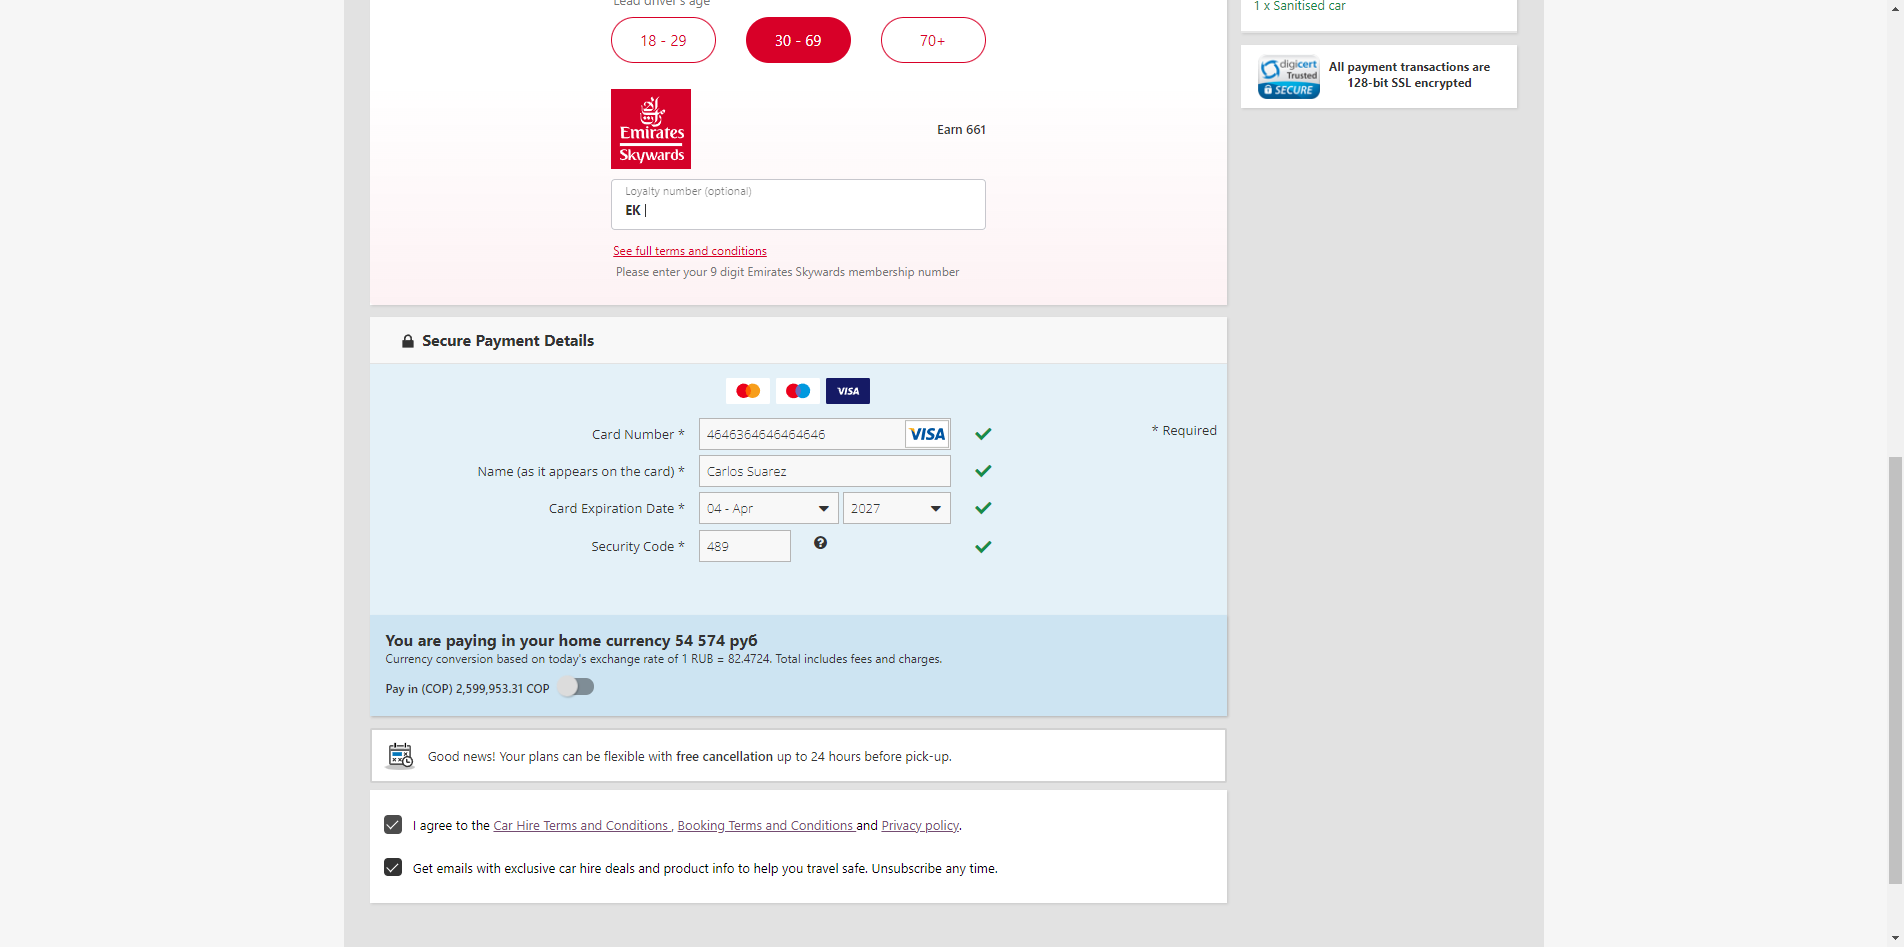 Lead driver's age
1 x Sanitised car
18 - 29
30 - 69
70+
digicert
Trusted
SECURE
All payment transactions are
128-bit SSL encrypted
Emirates
Skywards
Earn 661
Loyalty number (optional)
EK
See full terms and conditions
Please enter your 9 digit Emirates Skywards membership number
Secure Payment Details
VISA
Card Number *
4646364646464646
VISA
* Required
Name (as it appears on the card) *
Carlos Suarez
Card Expiration Date *
04 - Apr
2027
Security Code *
489
?
You are paying in your home currency 54 574 руб
Currency conversion based on today's exchange rate of 1 RUB = 82.4724. Total includes fees and charges.
Pay in (COP) 2,599,953.31 COP
Good news! Your plans can be flexible with free cancellation up to 24 hours before pick-up.
I agree to the Car Hire Terms and Conditions , Booking Terms and Conditions and Privacy policy.
Get emails with exclusive car hire deals and product info to help you travel safe. Unsubscribe any time.